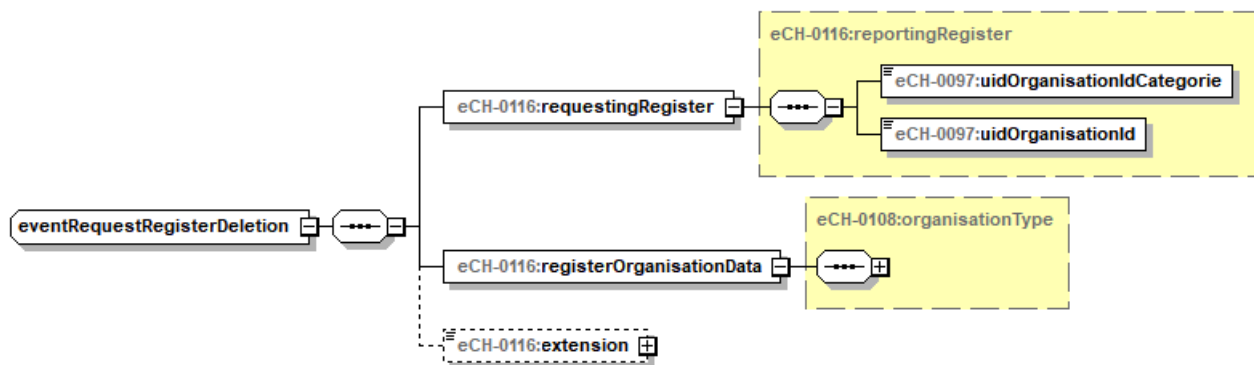 eCH-0116:reportingRegister
eCH-0097:uidOrganisationIdCategorie
eCH-0116:requestingRegister
eCH-0097:uidOrganisationId
eventRequestRegisterDeletion
eCH-0108:organisationType
eCH-0116:registerOrganisationData
eCH-0116:extension